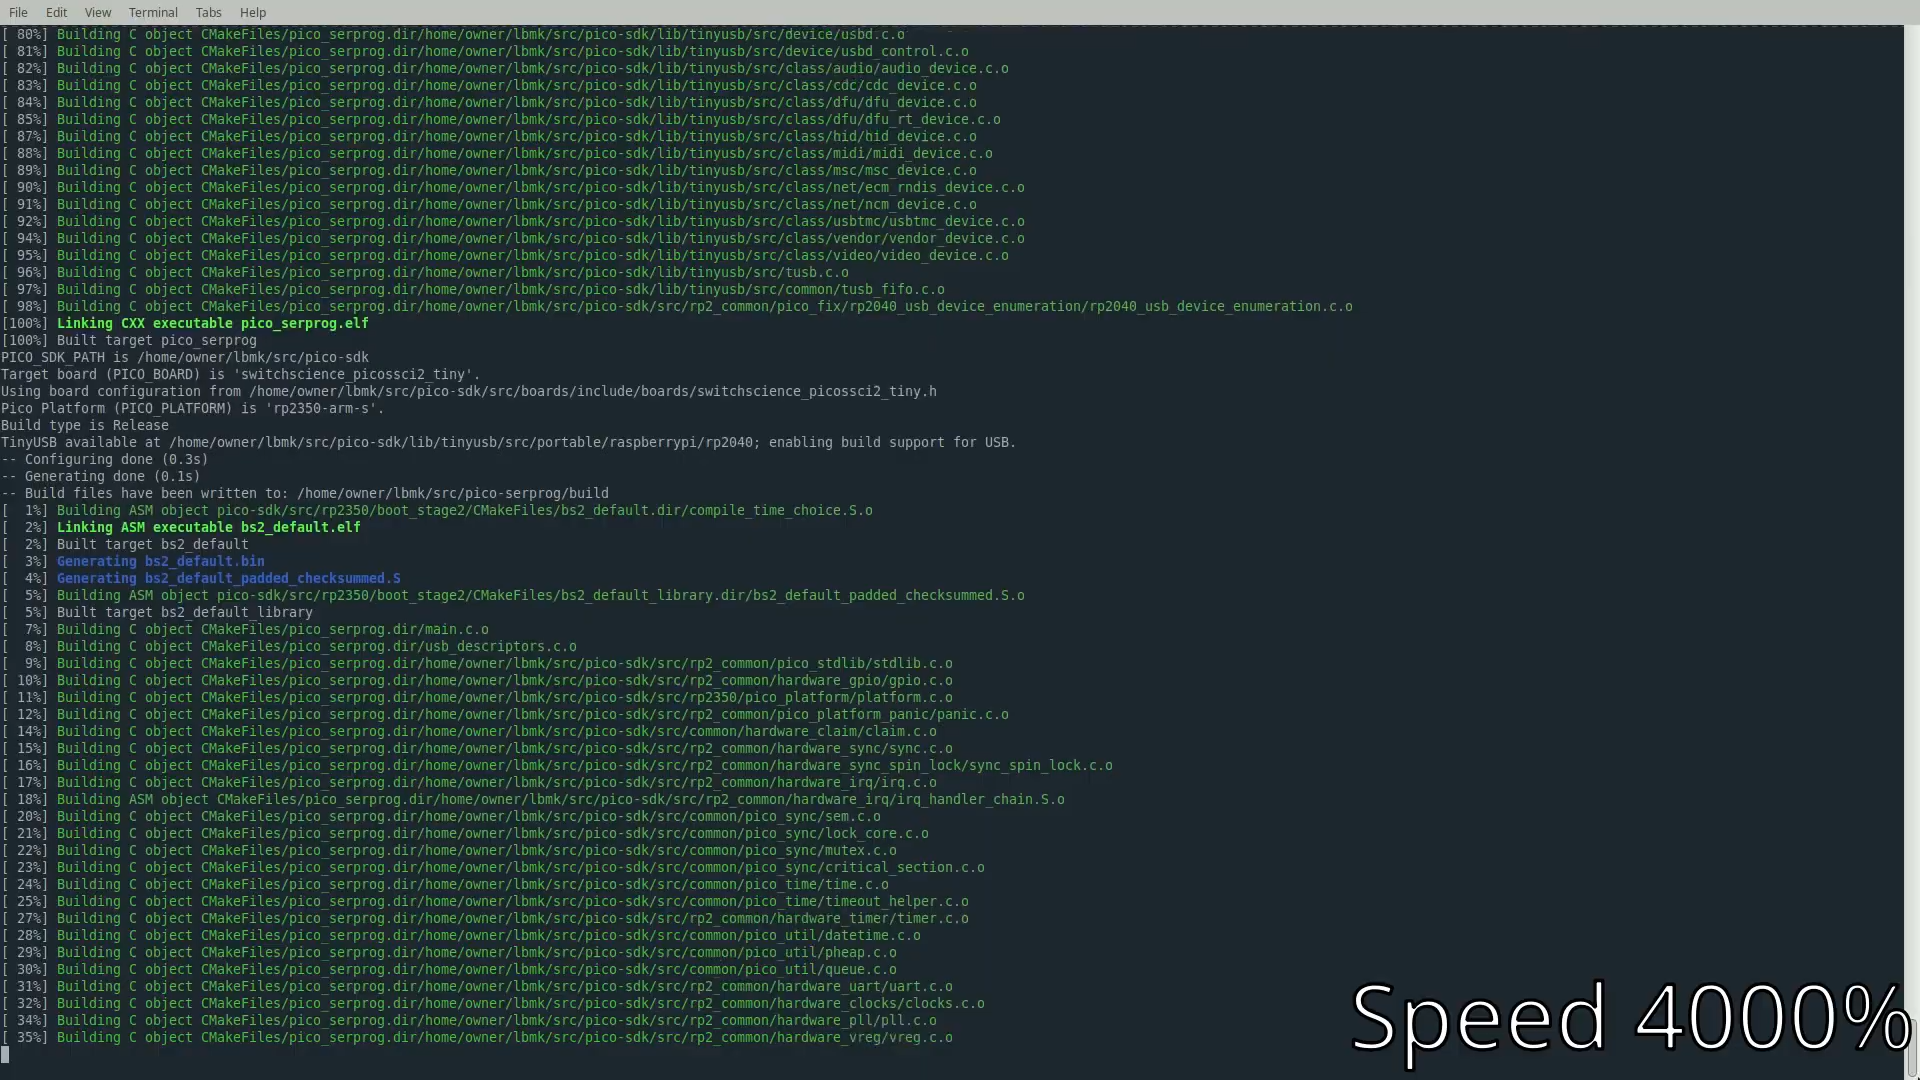 File Edit View Terminal Tabs Help
[ 80%] Building C object CMakeFiles/pico_serprog.dir/home/owner/lbmk/src/pico-sdk/lib/tinyusb/src/device/usbd.c.o
[ 81%] Building C object CMakeFiles/pico_serprog.dir/home/owner/lbmk/src/pico-sdk/lib/tinyusb/src/device/usbd_control.c.o
[ 82%] Building C object CMakeFiles/pico_serprog.dir/home/owner/lbmk/src/pico-sdk/lib/tinyusb/src/class/audio/audio_device.c.o
[ 83%] Building C object CMakeFiles/pico_serprog.dir/home/owner/lbmk/src/pico-sdk/lib/tinyusb/src/class/cdc/cdc_device.c.o
[ 84%] Building C object CMakeFiles/pico_serprog.dir/home/owner/lbmk/src/pico-sdk/lib/tinyusb/src/class/dfu/dfu_device.c.o
[ 85%] Building C object CMakeFiles/pico_serprog.dir/home/owner/lbmk/src/pico-sdk/lib/tinyusb/src/class/dfu/dfu_rt_device.c.o
[ 87%] Building C object CMakeFiles/pico_serprog.dir/home/owner/lbmk/src/pico-sdk/lib/tinyusb/src/class/hid/hid_device.c.o
[ 88%] Building C object CMakeFiles/pico_serprog.dir/home/owner/lbmk/src/pico-sdk/lib/tinyusb/src/class/midi/midi_device.c.o
[ 89%] Building C object CMakeFiles/pico_serprog.dir/home/owner/lbmk/src/pico-sdk/lib/tinyusb/src/class/msc/msc_device.c.o
[ 90%] Building C object CMakeFiles/pico_serprog.dir/home/owner/lbmk/src/pico-sdk/lib/tinyusb/src/class/net/ecm_rndis_device.c.o
[ 91%] Building C object CMakeFiles/pico_serprog.dir/home/owner/lbmk/src/pico-sdk/lib/tinyusb/src/class/net/ncm_device.c.o
[ 92%] Building C object CMakeFiles/pico_serprog.dir/home/owner/lbmk/src/pico-sdk/lib/tinyusb/src/class/usbtmc/usbtmc_device.c.o
[ 94%] Building C object CMakeFiles/pico_serprog.dir/home/owner/lbmk/src/pico-sdk/lib/tinyusb/src/class/vendor/vendor_device.c.o
[ 95%] Building C object CMakeFiles/pico_serprog.dir/home/owner/lbmk/src/pico-sdk/lib/tinyusb/src/class/video/video_device.c.o
[ 96%] Building C object CMakeFiles/pico_serprog.dir/home/owner/lbmk/src/pico-sdk/lib/tinyusb/src/tusb.c.o
[ 97%] Building C object CMakeFiles/pico_serprog.dir/home/owner/lbmk/src/pico-sdk/lib/tinyusb/src/common/tusb_fifo.c.o
[ 98%] Building C object CMakeFiles/pico_serprog.dir/home/owner/lbmk/src/pico-sdk/src/rp2_common/pico_fix/rp2040_usb_device_enumeration/rp2040_usb_device_enumeration.c.o
[100%] Linking CXX executable pico_serprog.elf
[100%] Built target pico_serprog
PICO_SDK_PATH is /home/owner/lbmk/src/pico-sdk
Target board (PICO_BOARD) is 'switchscience_picossci2_tiny'.
Using board configuration from /home/owner/lbmk/src/pico-sdk/src/boards/include/boards/switchscience_picossci2_tiny.h
Pico Platform (PICO_PLATFORM) is 'rp2350-arm-s'.
Build type is Release
TinyUSB available at /home/owner/lbmk/src/pico-sdk/lib/tinyusb/src/portable/raspberrypi/rp2040; enabling build support for USB.
-- Configuring done (0.3s)
-- Generating done (0.1s)
-- Build files have been written to: /home/owner/lbmk/src/pico-serprog/build
[  1%] Building ASM object pico-sdk/src/rp2350/boot_stage2/CMakeFiles/bs2_default.dir/compile_time_choice.S.o
[  2%] Linking ASM executable bs2_default.elf
[  2%] Built target bs2_default
[  3%] Generating bs2_default.bin
[  4%] Generating bs2_default_padded_checksummed.S
[  5%] Building ASM object pico-sdk/src/rp2350/boot_stage2/CMakeFiles/bs2_default_library.dir/bs2_default_padded_checksummed.S.o
[  5%] Built target bs2_default_library
[  7%] Building C object CMakeFiles/pico_serprog.dir/main.c.o
[  8%] Building C object CMakeFiles/pico_serprog.dir/usb_descriptors.c.o
[  9%] Building C object CMakeFiles/pico_serprog.dir/home/owner/lbmk/src/pico-sdk/src/rp2_common/pico_stdlib/stdlib.c.o
[ 10%] Building C object CMakeFiles/pico_serprog.dir/home/owner/lbmk/src/pico-sdk/src/rp2_common/hardware_gpio/gpio.c.o
[ 11%] Building C object CMakeFiles/pico_serprog.dir/home/owner/lbmk/src/pico-sdk/src/rp2350/pico_platform/platform.c.o
[ 12%] Building C object CMakeFiles/pico_serprog.dir/home/owner/lbmk/src/pico-sdk/src/rp2_common/pico_platform_panic/panic.c.o
[ 14%] Building C object CMakeFiles/pico_serprog.dir/home/owner/lbmk/src/pico-sdk/src/common/hardware_claim/claim.c.o
[ 15%] Building C object CMakeFiles/pico_serprog.dir/home/owner/lbmk/src/pico-sdk/src/rp2_common/hardware_sync/sync.c.o
[ 16%] Building C object CMakeFiles/pico_serprog.dir/home/owner/lbmk/src/pico-sdk/src/rp2_common/hardware_sync_spin_lock/sync_spin_lock.c.o
[ 17%] Building C object CMakeFiles/pico_serprog.dir/home/owner/lbmk/src/pico-sdk/src/rp2_common/hardware_irq/irq.c.o
[ 18%] Building ASM object CMakeFiles/pico_serprog.dir/home/owner/lbmk/src/pico-sdk/src/rp2_common/hardware_irq/irq_handler_chain.S.o
[ 20%] Building C object CMakeFiles/pico_serprog.dir/home/owner/lbmk/src/pico-sdk/src/common/pico_sync/sem.c.o
[ 21%] Building C object CMakeFiles/pico_serprog.dir/home/owner/lbmk/src/pico-sdk/src/common/pico_sync/lock_core.c.o
[ 22%] Building C object CMakeFiles/pico_serprog.dir/home/owner/lbmk/src/pico-sdk/src/common/pico_sync/mutex.c.o
[ 23%] Building C object CMakeFiles/pico_serprog.dir/home/owner/lbmk/src/pico-sdk/src/common/pico_sync/critical_section.c.o
[ 24%] Building C object CMakeFiles/pico_serprog.dir/home/owner/lbmk/src/pico-sdk/src/common/pico_time/time.c.o
[ 25%] Building C object CMakeFiles/pico_serprog.dir/home/owner/lbmk/src/pico-sdk/src/common/pico_time/timeout_helper.c.o
[ 27%] Building C object CMakeFiles/pico_serprog.dir/home/owner/lbmk/src/pico-sdk/src/rp2_common/hardware_timer/timer.c.o
[ 28%] Building C object CMakeFiles/pico_serprog.dir/home/owner/lbmk/src/pico-sdk/src/common/pico_util/datetime.c.o
[ 29%] Building C object CMakeFiles/pico_serprog.dir/home/owner/lbmk/src/pico-sdk/src/common/pico_util/pheap.c.o
[ 30%] Building C object CMakeFiles/pico_serprog.dir/home/owner/lbmk/src/pico-sdk/src/common/pico_util/queue.c.o
[ 31%] Building C object CMakeFiles/pico_serprog.dir/home/owner/lbmk/src/pico-sdk/src/rp2_common/hardware_uart/uart.c.o
[ 32%] Building C object CMakeFiles/pico_serprog.dir/home/owner/lbmk/src/pico-sdk/src/rp2_common/hardware_clocks/clocks.c.o
[ 34%] Building C object CMakeFiles/pico_serprog.dir/home/owner/lbmk/src/pico-sdk/src/rp2_common/hardware_pll/pll.c.o
[ 35%] Building C object CMakeFiles/pico_serprog.dir/home/owner/lbmk/src/pico-sdk/src/rp2_common/hardware_vreg/vreg.c.o
Speed 4000%